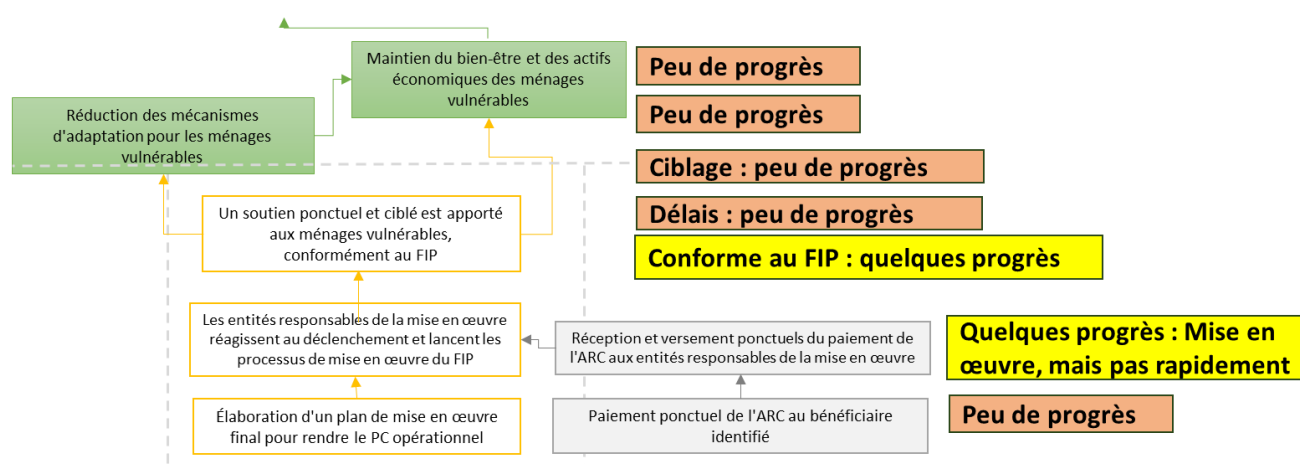 Maintien du bien-être et des actifs
économiques des ménages
vulnérables
Peu de progrès
Réduction des mécanismes
d'adaptation pour les ménages
vulnérables
Peu de progrès
Ciblage : peu de progrès
Un soutien ponctuel et ciblé est apporté
aux ménages vulnérables,
conformément au FIP
Délais : peu de progrès
Conforme au FIP : quelques progrès
Les entités responsables de la mise en œuvre
réagissent au déclenchement et lancent les
processus de mise en œuvre du FIP
Réception et versement ponctuels du paiement de
l'ARC aux entités responsables de la mise en œuvre
Quelques progrès : Mise en
œuvre, mais pas rapidement
Élaboration d'un plan de mise en œuvre
final pour rendre le PC opérationnel
Paiement ponctuel de l'ARC au bénéficiaire
identifié
Peu de progrès